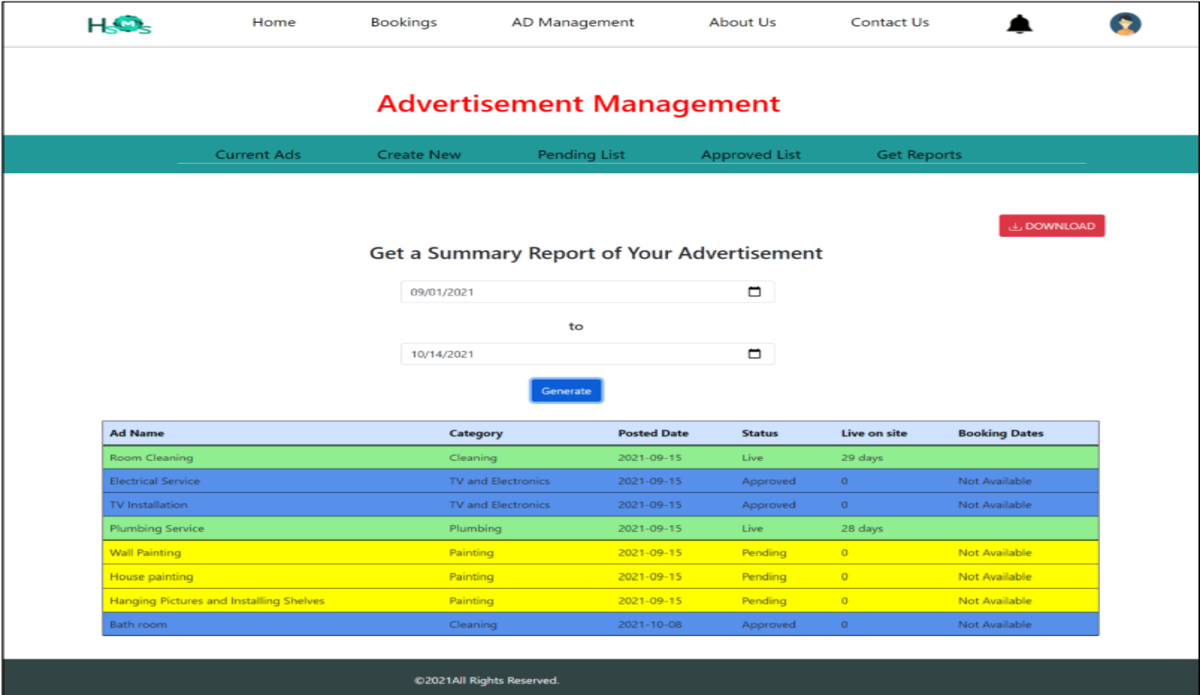 HSMS
Home Bookings AD Management About Us Contact Us
Advertisement Management
Current Ads Create New Pending List Approved List Get Reports
DOWNLOAD
Get a Summary Report of Your Advertisement
09/01/2021
to
10/14/2021
Generate
Ad Name Category Posted Date Status Live on site Booking Dates
Room Cleaning Cleaning 2021-09-15 Live 29 days
Electrical Service TV and Electronics 2021-09-15 Approved 0 Not Available
TV Installation TV and Electronics 2021-09-15 Approved 0 Not Available
Plumbing Service Plumbing 2021-09-15 Live 28 days
Wall Painting Painting 2021-09-15 Pending 0 Not Available
House painting Painting 2021-09-15 Pending 0 Not Available
Hanging Pictures and Installing Shelves Painting 2021-09-15 Pending 0 Not Available
Bath room Cleaning 2021-10-08 Approved 0 Not Available
©2021All Rights Reserved.